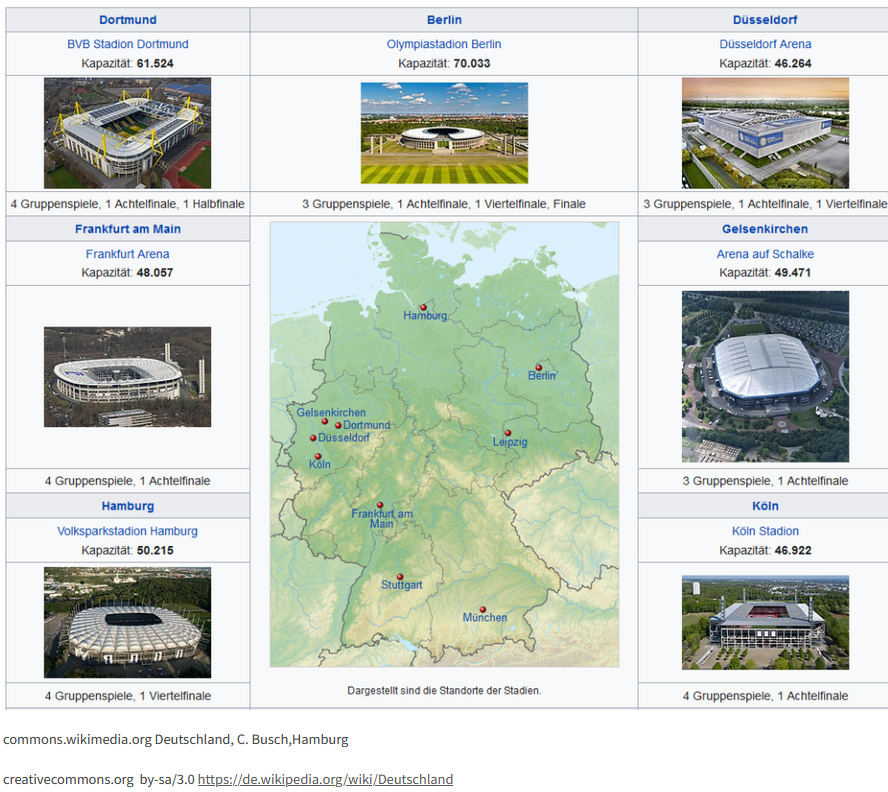 Dortmund
Berlin
Düsseldorf
BVB Stadion Dortmund
Kapazität: 61.524
Olympiastadion Berlin
Kapazität: 70.033
Düsseldorf Arena
Kapazität: 46.264
4 Gruppenspiele, 1 Achtelfinale, 1 Halbfinale
3 Gruppenspiele, 1 Achtelfinale, 1 Viertelfinale, Finale
3 Gruppenspiele, 1 Achtelfinale, 1 Viertelfinale
Frankfurt am Main
Frankfurt Arena
Kapazität: 48.057
4 Gruppenspiele, 1 Achtelfinale
Hamburg
Berlin
Gelsenkirchen
Dortmund
Düsseldorf
Leipzig
Köln
Frankfurt am
Main
Stuttgart
München
Dargestellt sind die Standorte der Stadien.
Gelsenkirchen
Arena auf Schalke
Kapazität: 49.471
3 Gruppenspiele, 1 Achtelfinale
Hamburg
Volksparkstadion Hamburg
Kapazität: 50.215
4 Gruppenspiele, 1 Viertelfinale
Köln
Köln Stadion
Kapazität: 46.922
4 Gruppenspiele, 1 Achtelfinale
commons.wikimedia.org Deutschland, C. Busch,Hamburg
creativecommons.org by-sa/3.0 https://de.wikipedia.org/wiki/Deutschland